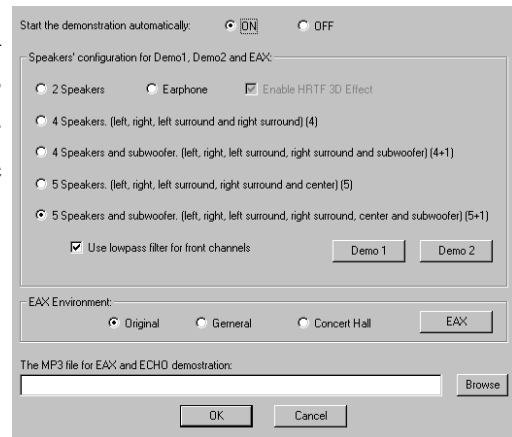 Start the demonstration automatically: ON OFF
Speakers' configuration for Demo1, Demo2 and EAX:
2 Speakers Earphone Enable HRTF 3D Effect
4 Speakers. (left, right, left surround and right surround) (4)
4 Speakers and subwoofer. (left, right, left surround, right surround and subwoofer) (4+1)
5 Speakers. (left, right, left surround, right surround and center) (5)
5 Speakers and subwoofer. (left, right, left surround, right surround, center and subwoofer) (5+1)
Use lowpass filter for front channels Demo 1 Demo 2
EAX Environment:
Original Gerneral Concert Hall EAX
The MP3 file for EAX and ECHO demostration:
Browse
OK Cancel